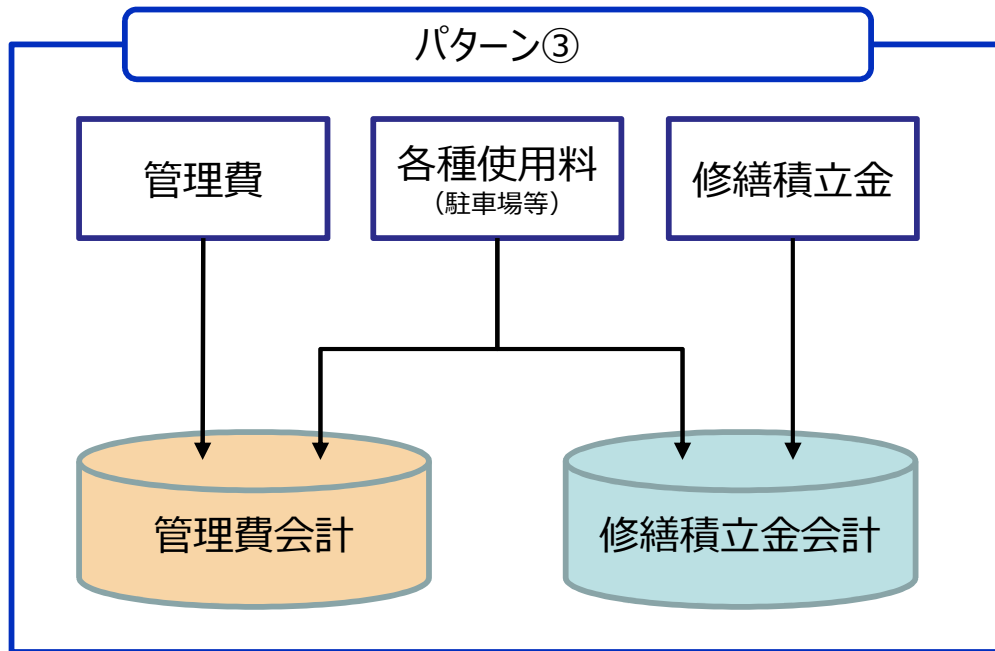 パターン③
管理費
各種使用料
（駐車場等）
修繕積立金
管理費会計
修繕積立金会計